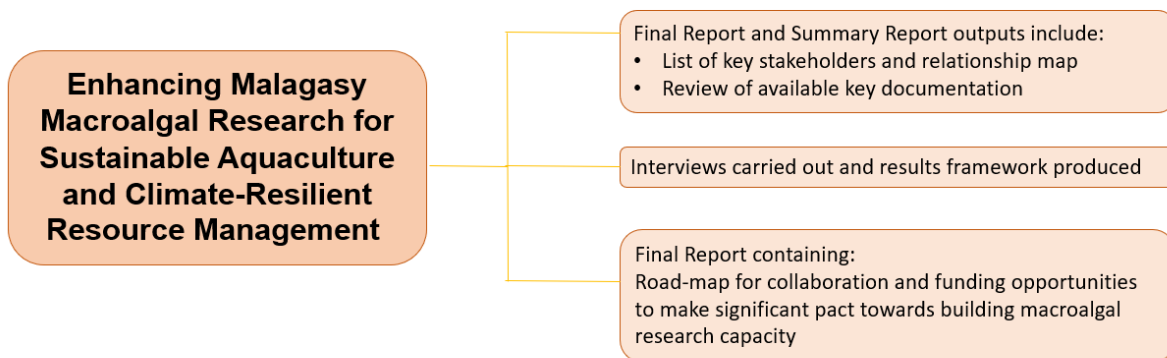 Enhancing Malagasy
Macroalgal Research for
Sustainable Aquaculture
and Climate-Resilient
Resource Management
Final Report and Summary Report outputs include:
• List of key stakeholders and relationship map
• Review of available key documentation
Interviews carried out and results framework produced
Final Report containing:
Road-map for collaboration and funding opportunities
to make significant pact towards building macroalgal
research capacity